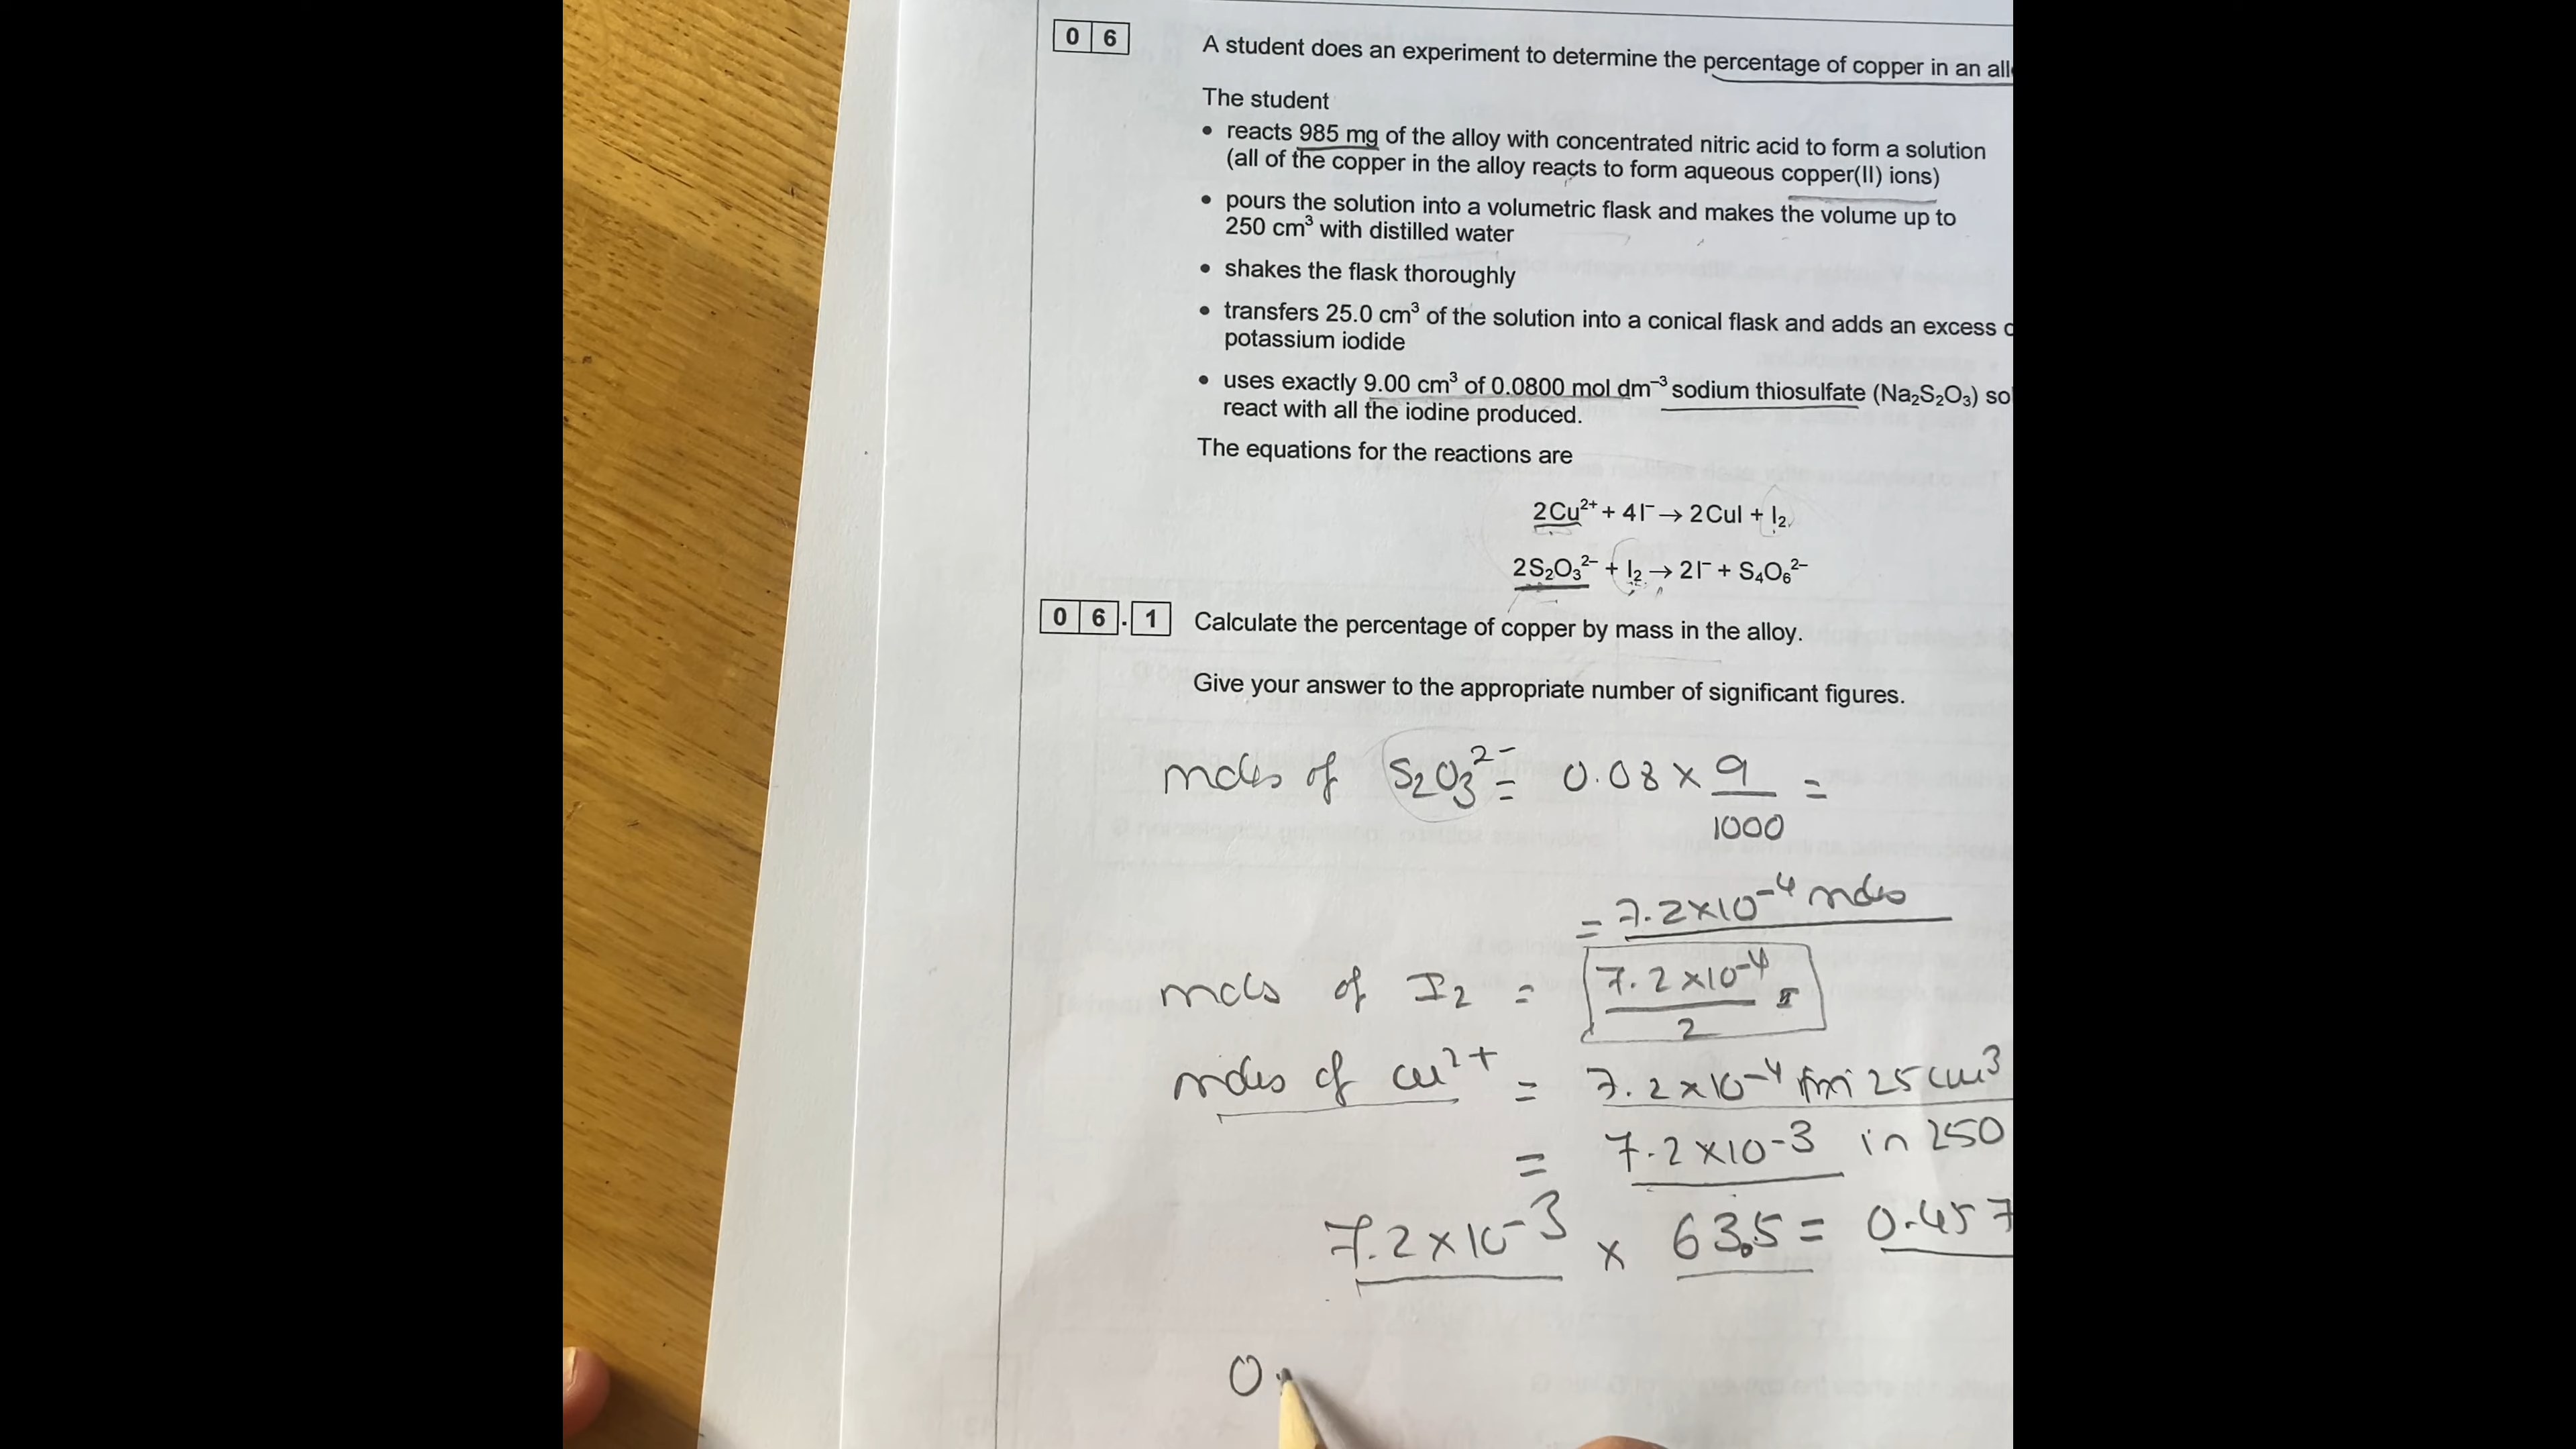 0 6
A student does an experiment to determine the percentage of copper in an all
The student
• reacts 985 mg of the alloy with concentrated nitric acid to form a solution
(all of the copper in the alloy reacts to form aqueous copper(II) ions)
• pours the solution into a volumetric flask and makes the volume up to
250 cm³ with distilled water
• shakes the flask thoroughly
• transfers 25.0 cm³ of the solution into a conical flask and adds an excess
potassium iodide
• uses exactly 9.00 cm³ of 0.0800 mol dm⁻³ sodium thiosulfate (Na₂S₂O₃) so
react with all the iodine produced.
The equations for the reactions are
2Cu²⁺ + 4I⁻ → 2CuI + I₂
2S₂O₃²⁻ + I₂ → 2I⁻ + S₄O₆²⁻
0 6 . 1 Calculate the percentage of copper by mass in the alloy.
Give your answer to the appropriate number of significant figures.
moles of S₂O₃²⁻ = 0.08 × 9 =
1000
= 7.2×10⁻⁴ moles
moles of I₂ = 7.2×10⁻⁴ =
2
moles of cu²⁺ = 7.2×10⁻⁴ in 25cm³
= 7.2×10⁻³ in 250
7.2×10⁻³ × 63.5 = 0.457
0.